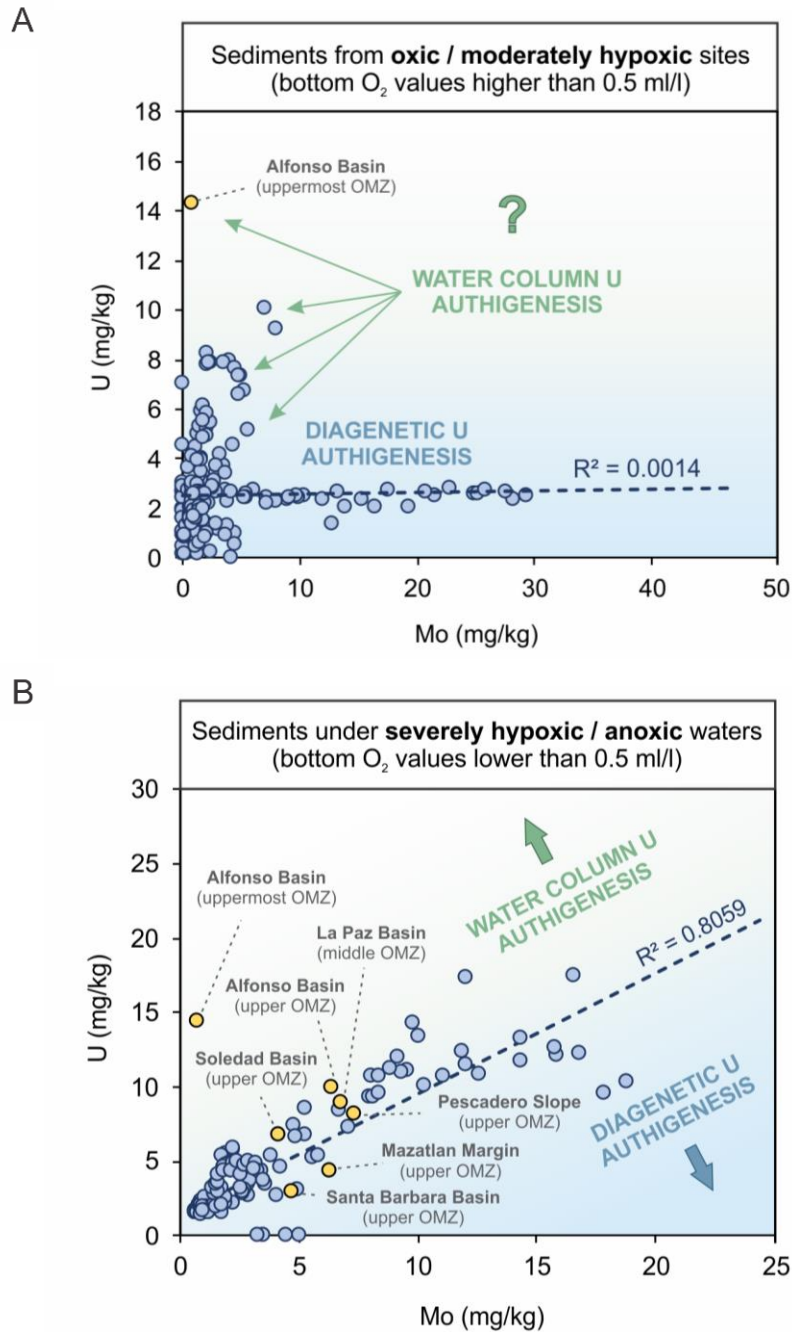 A
Sediments from oxic / moderately hypoxic sites
(bottom O₂ values higher than 0.5 ml/l)
18
16
14
12
10
8
6
4
2
0
U (mg/kg)
Alfonso Basin
(uppermost OMZ)
?
WATER COLUMN U
AUTHIGENESIS
DIAGENETIC U
AUTHIGENESIS
R² = 0.0014
0
10
20
30
40
50
Mo (mg/kg)
B
Sediments under severely hypoxic / anoxic waters
(bottom O₂ values lower than 0.5 ml/l)
30
25
20
15
10
5
0
U (mg/kg)
Alfonso Basin
(uppermost OMZ)
La Paz Basin
(middle OMZ)
Alfonso Basin
(upper OMZ)
Soledad Basin
(upper OMZ)
WATER COLUMN U
AUTHIGENESIS
R² = 0.8059
Pescadero Slope
(upper OMZ)
Mazatlan Margin
(upper OMZ)
Santa Barbara Basin
(upper OMZ)
DIAGENETIC U
AUTHIGENESIS
0
5
10
15
20
25
Mo (mg/kg)